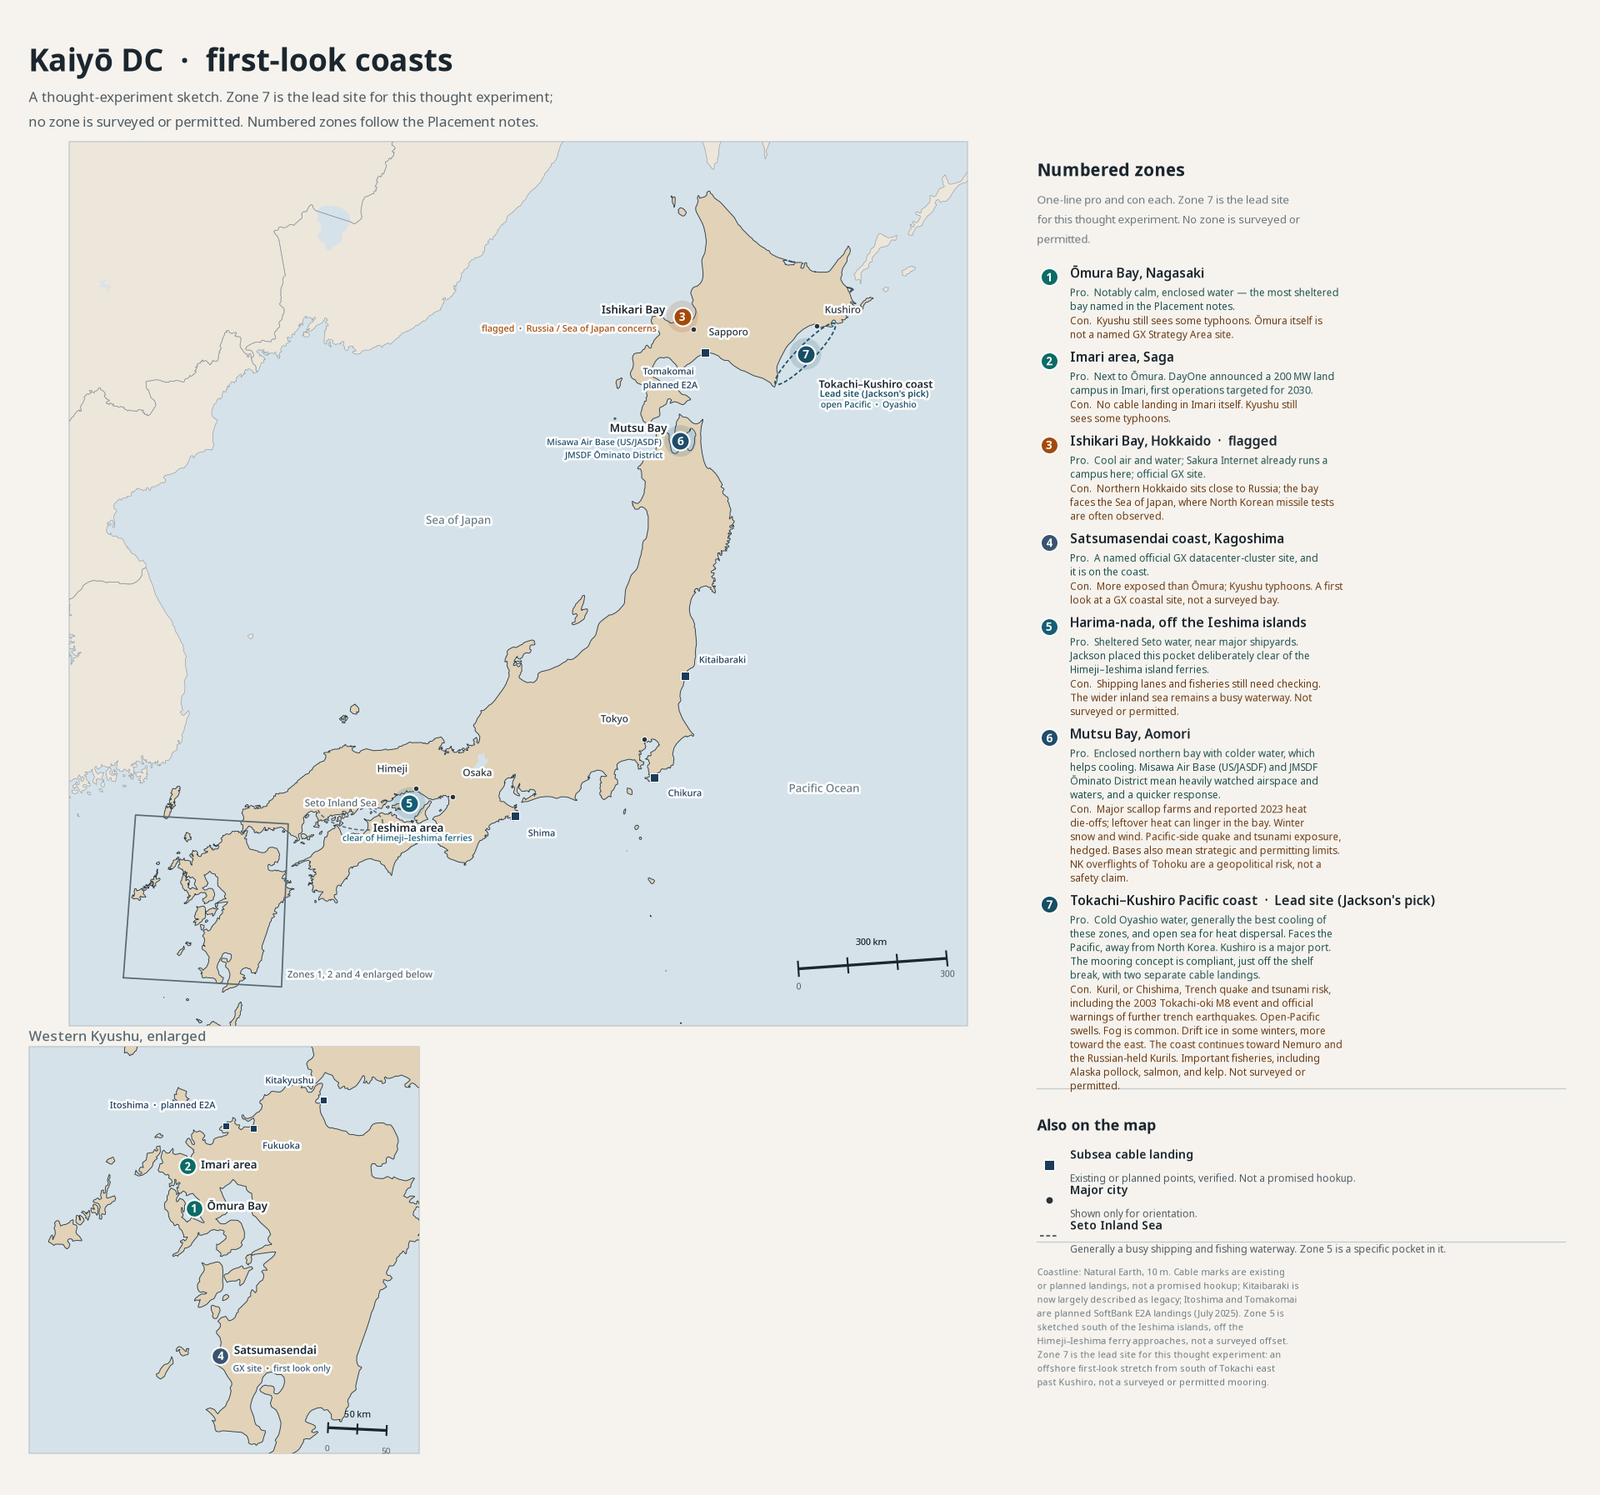 Kaiyō DC · first-look coasts
A thought-experiment sketch. Zone 7 is the lead site for this thought experiment;
no zone is surveyed or permitted. Numbered zones follow the Placement notes.
Ishikari Bay
3
flagged · Russia / Sea of Japan concerns
Sapporo
Kushiro
7
Tomakomai
planned E2A
Tokachi–Kushiro coast
Lead site (Jackson's pick)
open Pacific · Oyashio
Mutsu Bay
6
Misawa Air Base (US/JASDF)
JMSDF Ōminato District
Sea of Japan
Kitaibaraki
Tokyo
Himeji
Osaka
Chikura
Pacific Ocean
Seto Inland Sea
5
Ieshima area
clear of Himeji–Ieshima ferries
Shima
300 km
0
300
Zones 1, 2 and 4 enlarged below
Western Kyushu, enlarged
Kitakyushu
Itoshima · planned E2A
Fukuoka
2
Imari area
1
Ōmura Bay
4
Satsumasendai
GX site · first look only
50 km
0
50
Numbered zones
One-line pro and con each. Zone 7 is the lead site
for this thought experiment. No zone is surveyed or
permitted.
1
Ōmura Bay, Nagasaki
Pro. Notably calm, enclosed water — the most sheltered
bay named in the Placement notes.
Con. Kyushu still sees some typhoons. Ōmura itself is
not a named GX Strategy Area site.
2
Imari area, Saga
Pro. Next to Ōmura. DayOne announced a 200 MW land
campus in Imari, first operations targeted for 2030.
Con. No cable landing in Imari itself. Kyushu still
sees some typhoons.
3
Ishikari Bay, Hokkaido · flagged
Pro. Cool air and water; Sakura Internet already runs a
campus here; official GX site.
Con. Northern Hokkaido sits close to Russia; the bay
faces the Sea of Japan, where North Korean missile tests
are often observed.
4
Satsumasendai coast, Kagoshima
Pro. A named official GX datacenter-cluster site, and
it is on the coast.
Con. More exposed than Ōmura; Kyushu typhoons. A first
look at a GX coastal site, not a surveyed bay.
5
Harima-nada, off the Ieshima islands
Pro. Sheltered Seto water, near major shipyards.
Jackson placed this pocket deliberately clear of the
Himeji–Ieshima island ferries.
Con. Shipping lanes and fisheries still need checking.
The wider inland sea remains a busy waterway. Not
surveyed or permitted.
6
Mutsu Bay, Aomori
Pro. Enclosed northern bay with colder water, which
helps cooling. Misawa Air Base (US/JASDF) and JMSDF
Ōminato District mean heavily watched airspace and
waters, and a quicker response.
Con. Major scallop farms and reported 2023 heat
die-offs; leftover heat can linger in the bay. Winter
snow and wind. Pacific-side quake and tsunami exposure,
hedged. Bases also mean strategic and permitting limits.
NK overflights of Tohoku are a geopolitical risk, not a
safety claim.
7
Tokachi–Kushiro Pacific coast · Lead site (Jackson's pick)
Pro. Cold Oyashio water, generally the best cooling of
these zones, and open sea for heat dispersal. Faces the
Pacific, away from North Korea. Kushiro is a major port.
The mooring concept is compliant, just off the shelf
break, with two separate cable landings.
Con. Kuril, or Chishima, Trench quake and tsunami risk,
including the 2003 Tokachi-oki M8 event and official
warnings of further trench earthquakes. Open-Pacific
swells. Fog is common. Drift ice in some winters, more
toward the east. The coast continues toward Nemuro and
the Russian-held Kurils. Important fisheries, including
Alaska pollock, salmon, and kelp. Not surveyed or
permitted.
Also on the map
Subsea cable landing
Existing or planned points, verified. Not a promised hookup.
Major city
Shown only for orientation.
Seto Inland Sea
Generally a busy shipping and fishing waterway. Zone 5 is a specific pocket in it.
Coastline: Natural Earth, 10 m. Cable marks are existing
or planned landings, not a promised hookup; Kitaibaraki is
now largely described as legacy; Itoshima and Tomakomai
are planned SoftBank E2A landings (July 2025). Zone 5 is
sketched south of the Ieshima islands, off the
Himeji–Ieshima ferry approaches, not a surveyed offset.
Zone 7 is the lead site for this thought experiment: an
offshore first-look stretch from south of Tokachi east
past Kushiro, not a surveyed or permitted mooring.